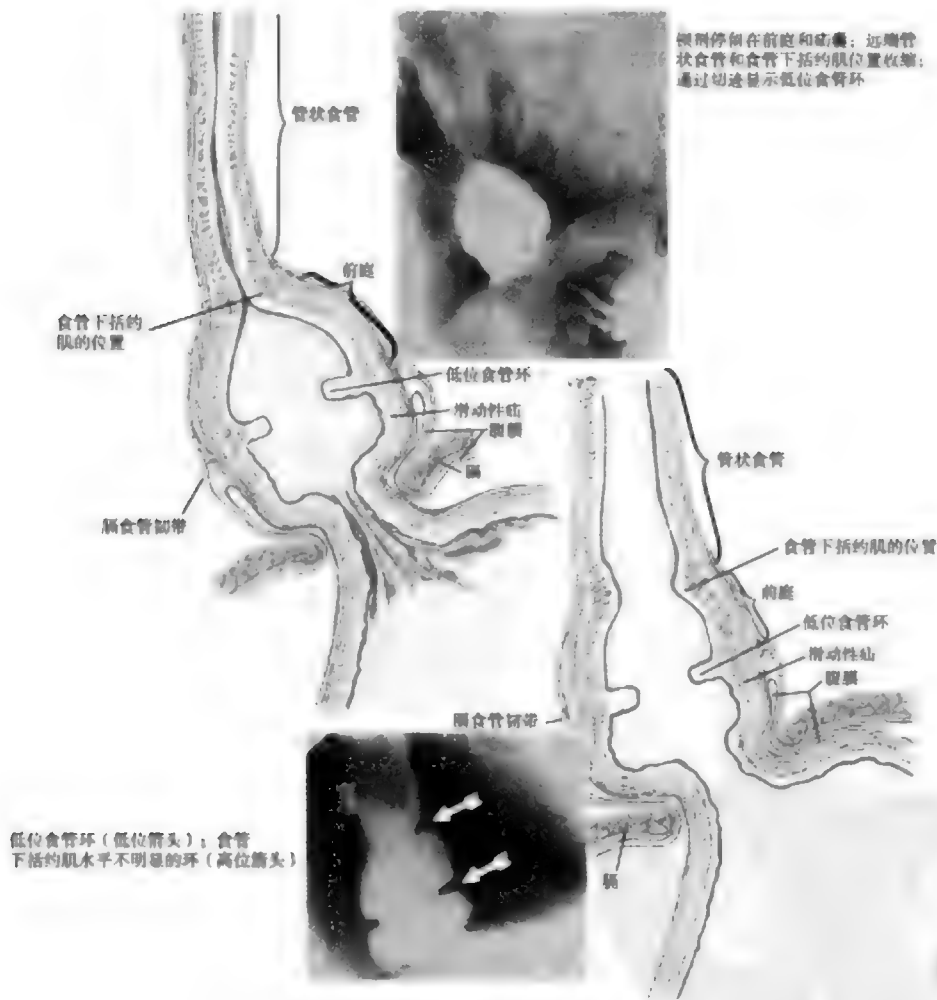 钡剂停留在前庭和疝囊；远端管
状食管和食管下括约肌位置收缩；
通过切迹显示低位食管环
管状食管
前庭
食管下括约
肌的位置
低位食管环
滑动性疝
腹膜
膈
膈食管韧带
管状食管
食管下括约肌的位置
前庭
低位食管环
滑动性疝
腹膜
膈食管韧带
膈
低位食管环（低位箭头）；食管
下括约肌水平不明显的环（高位箭头）